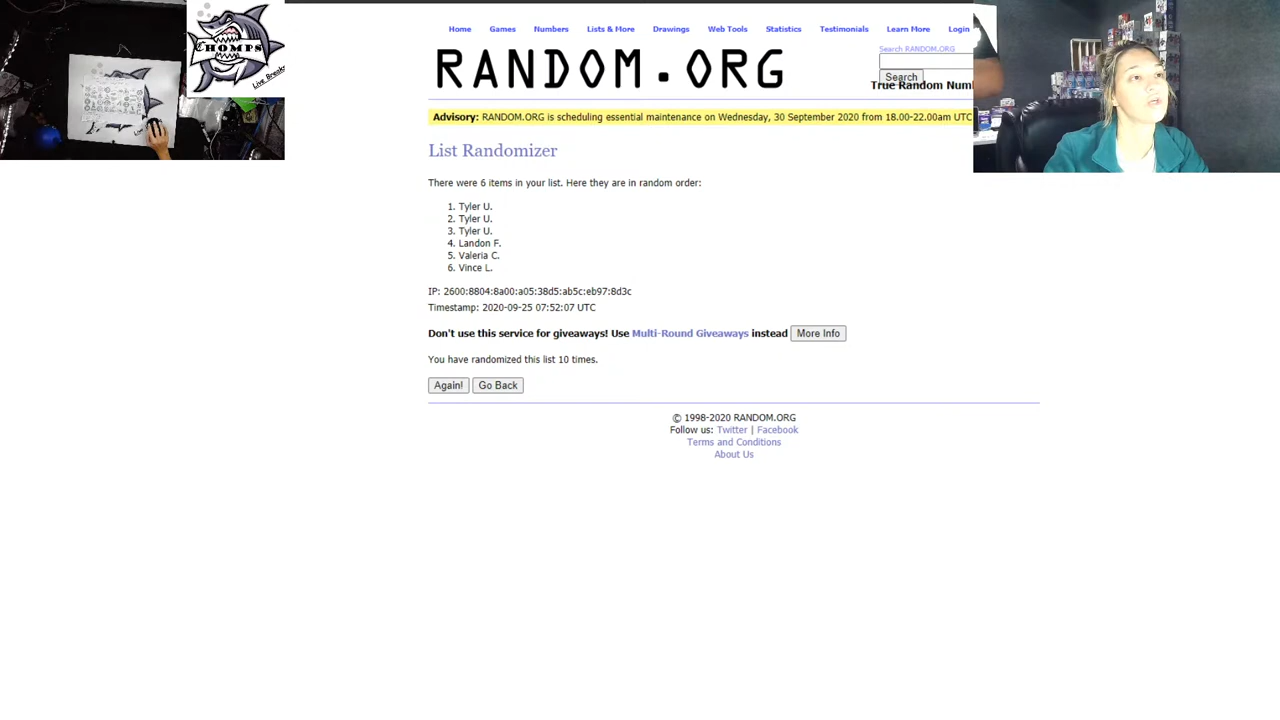 CHOMPS
Live Breaks
Home Games Numbers Lists & More Drawings Web Tools Statistics Testimonials Learn More Login
RANDOM.ORG
Search RANDOM.ORG
Search
True Random Num
Advisory: RANDOM.ORG is scheduling essential maintenance on Wednesday, 30 September 2020 from 18.00-22.00am UTC
List Randomizer
There were 6 items in your list. Here they are in random order:
1. Tyler U.
2. Tyler U.
3. Tyler U.
4. Landon F.
5. Valeria C.
6. Vince L.
IP: 2600:8804:8a00:a05:38d5:ab5c:eb97:8d3c
Timestamp: 2020-09-25 07:52:07 UTC
Don't use this service for giveaways! Use Multi-Round Giveaways instead More Info
You have randomized this list 10 times.
Again! Go Back
© 1998-2020 RANDOM.ORG
Follow us: Twitter | Facebook
Terms and Conditions
About Us